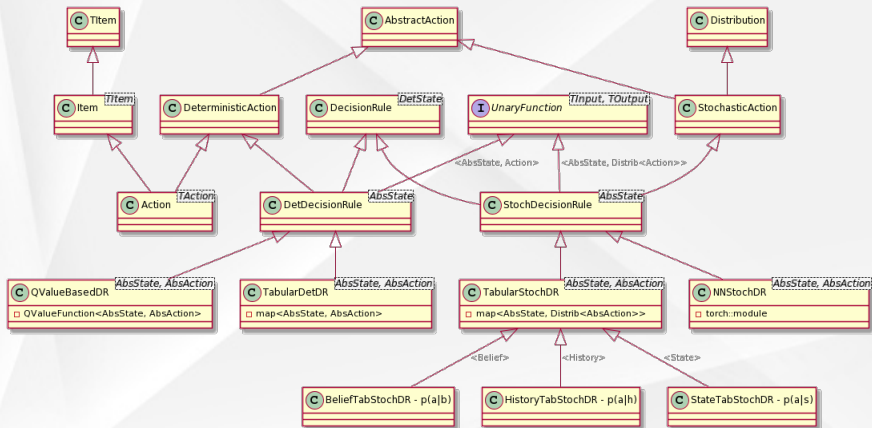 C TItem
C AbstractAction
C Distribution
C Item TItem
C DeterministicAction
C DecisionRule DetState
I UnaryFunction TInput, TOutput
C StochasticAction
<AbsState, Action>
<AbsState, Distrib<Action>>
C Action TAction
C DetDecisionRule AbsState
C StochDecisionRule AbsState
C QValueBasedDR AbsState, AbsAction
QValueFunction<AbsState, AbsAction>
C TabularDetDR AbsState, AbsAction
map<AbsState, AbsAction>
C TabularStochDR AbsState, AbsAction
map<AbsState, Distrib<AbsAction>>
C NNStochDR AbsState, AbsAction
torch::module
<Belief>
<History>
<State>
C BeliefTabStochDR - p(a|b)
C HistoryTabStochDR - p(a|h)
C StateTabStochDR - p(a|s)